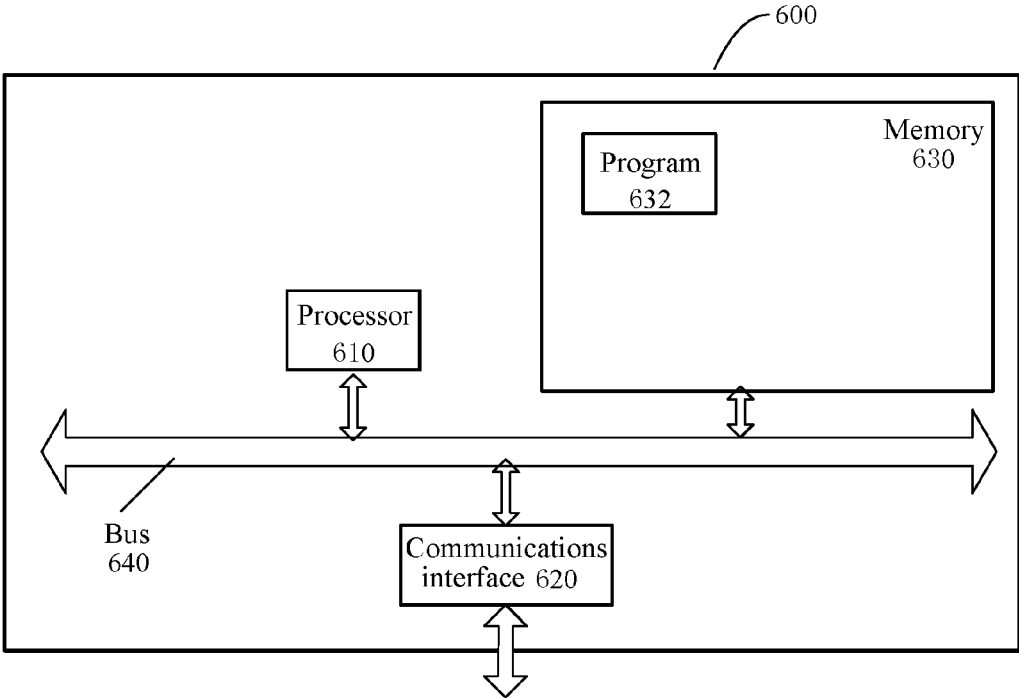 600
Memory
630
Program
632
Processor
610
Bus
640
Communications
interface 620